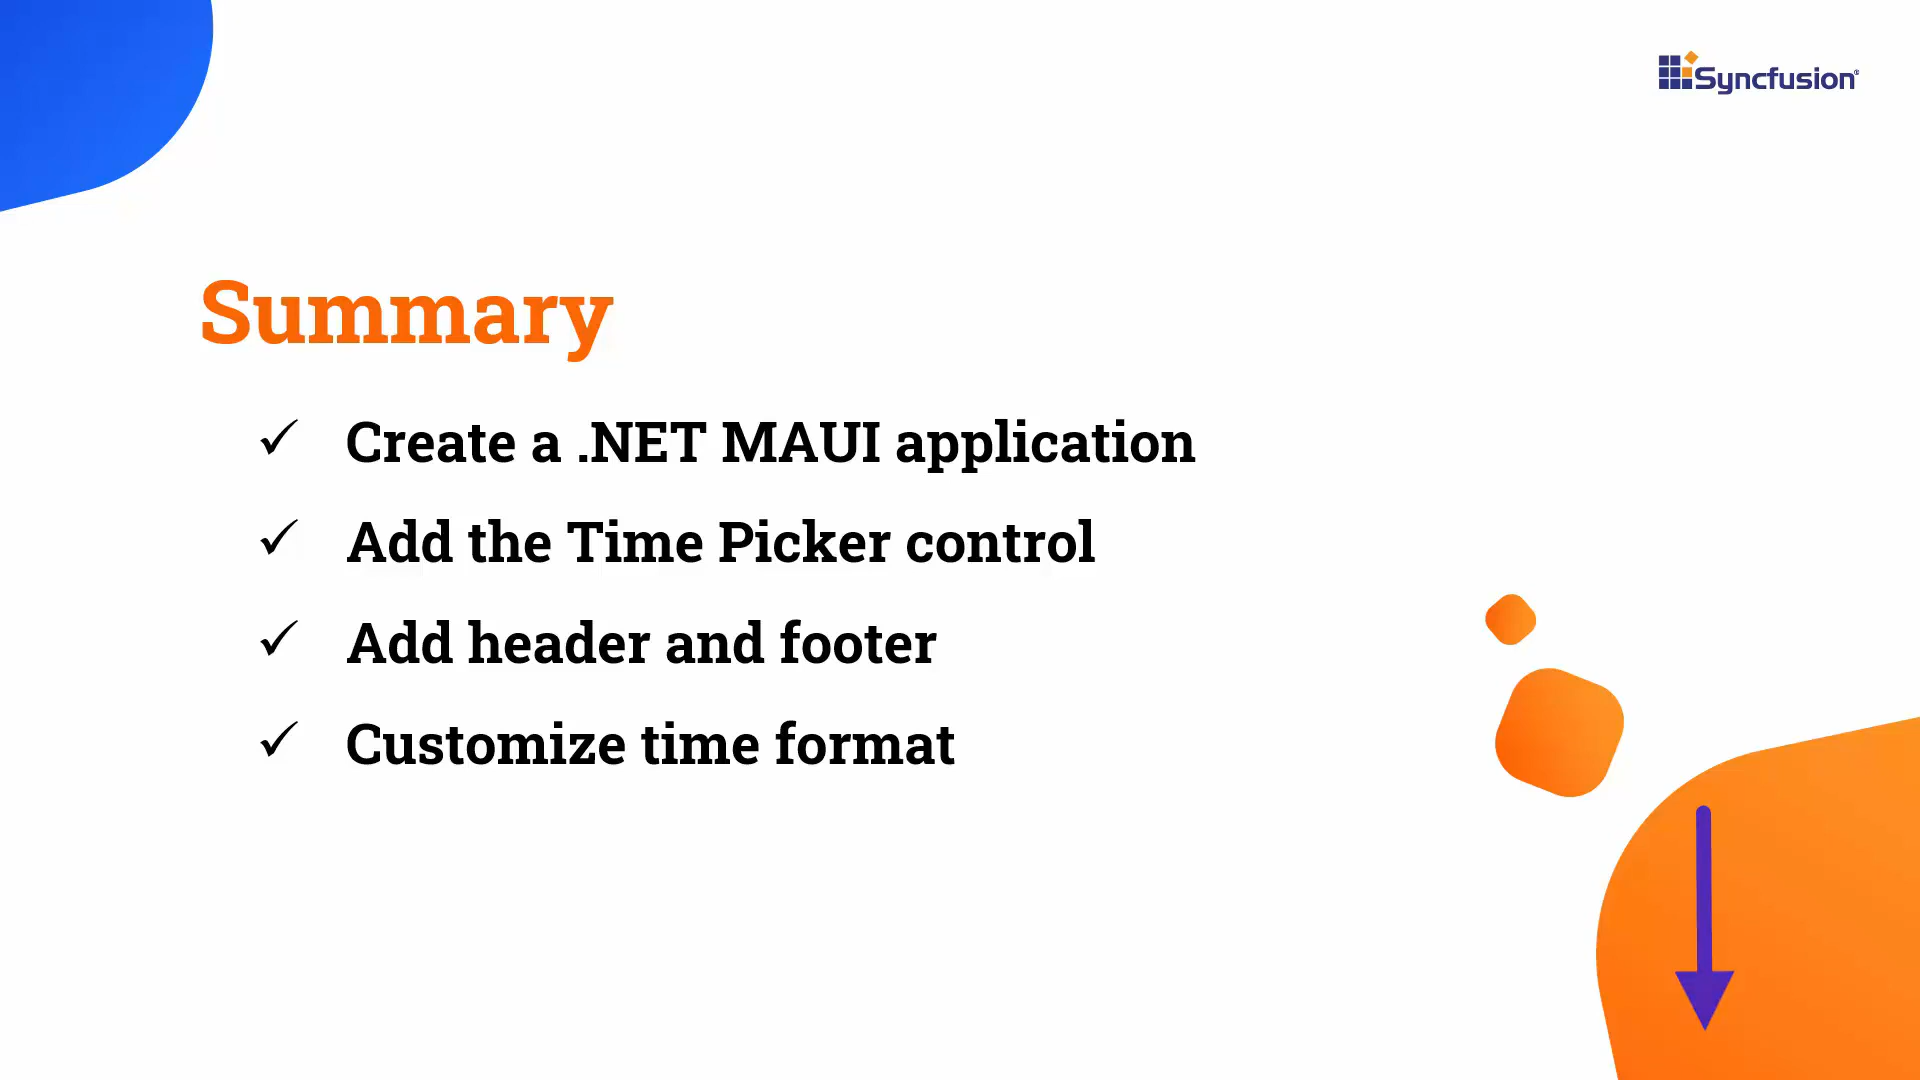 Syncfusion®
Summary
✓ Create a .NET MAUI application
✓ Add the Time Picker control
✓ Add header and footer
✓ Customize time format